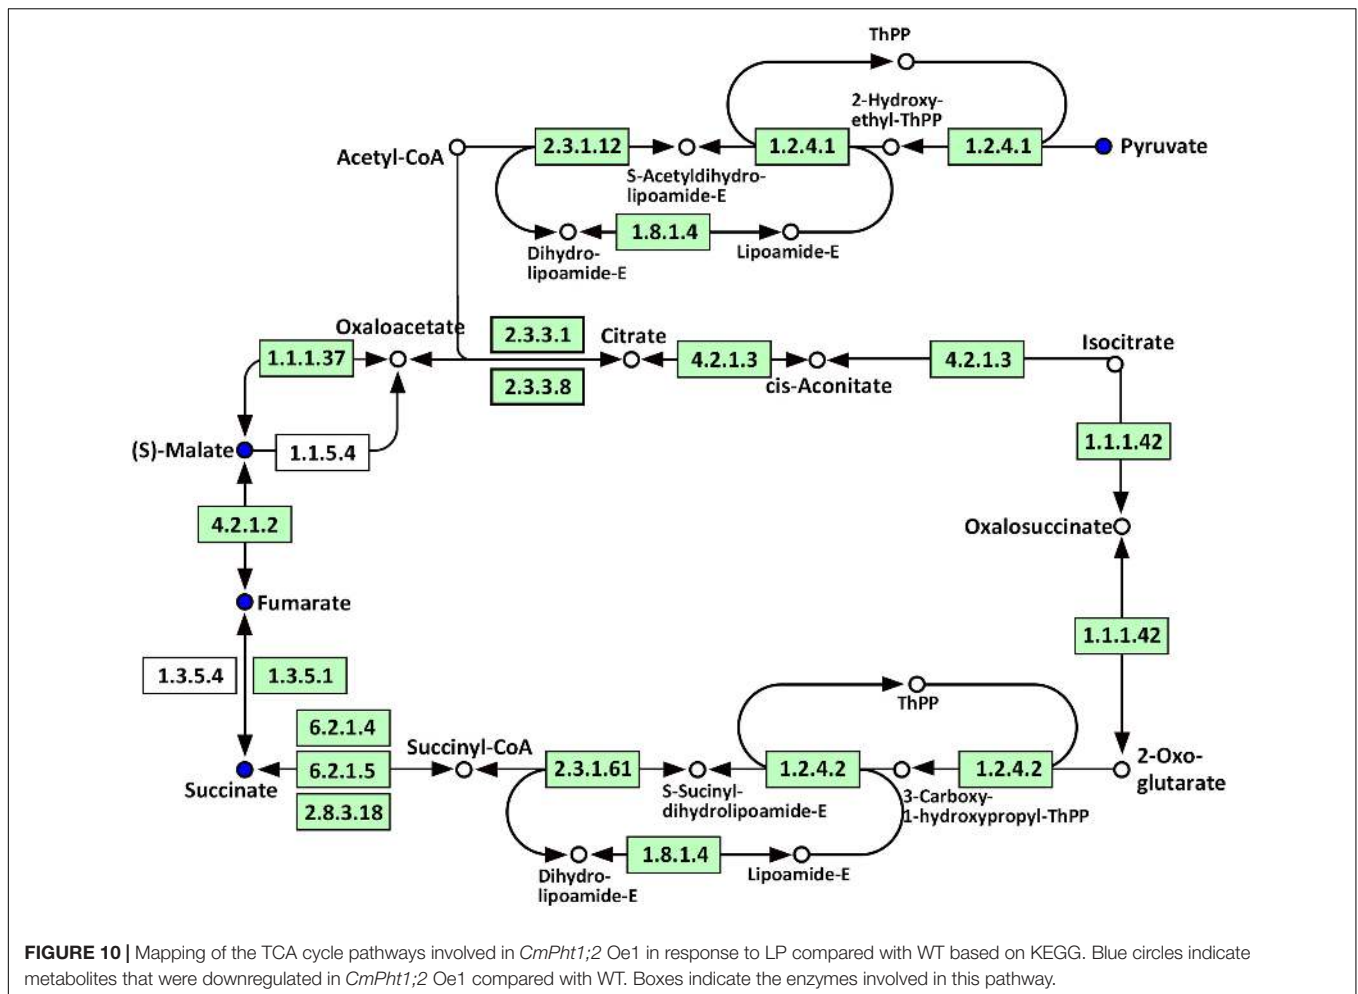 ThPP
2-Hydroxy-
ethyl-ThPP
Acetyl-CoA
2.3.1.12
1.2.4.1
1.2.4.1
Pyruvate
S-Acetyldihydro-
lipoamide-E
1.8.1.4
Dihydro-
lipoamide-E
Lipoamide-E
Oxaloacetate
2.3.3.1
Citrate
Isocitrate
1.1.1.37
4.2.1.3
4.2.1.3
2.3.3.8
cis-Aconitate
(S)-Malate
1.1.5.4
1.1.1.42
4.2.1.2
Oxalosuccinate
Fumarate
1.1.1.42
1.3.5.4
1.3.5.1
ThPP
6.2.1.4
Succinyl-CoA
6.2.1.5
2.3.1.61
1.2.4.2
1.2.4.2
2-Oxo-
glutarate
Succinate
S-Sucinyl-
dihydrolipoamide-E
3-Carboxy-
1-hydroxypropyl-ThPP
2.8.3.18
1.8.1.4
Dihydro-
lipoamide-E
Lipoamide-E
FIGURE 10 | Mapping of the TCA cycle pathways involved in CmPht1;2 Oe1 in response to LP compared with WT based on KEGG. Blue circles indicate
metabolites that were downregulated in CmPht1;2 Oe1 compared with WT. Boxes indicate the enzymes involved in this pathway.